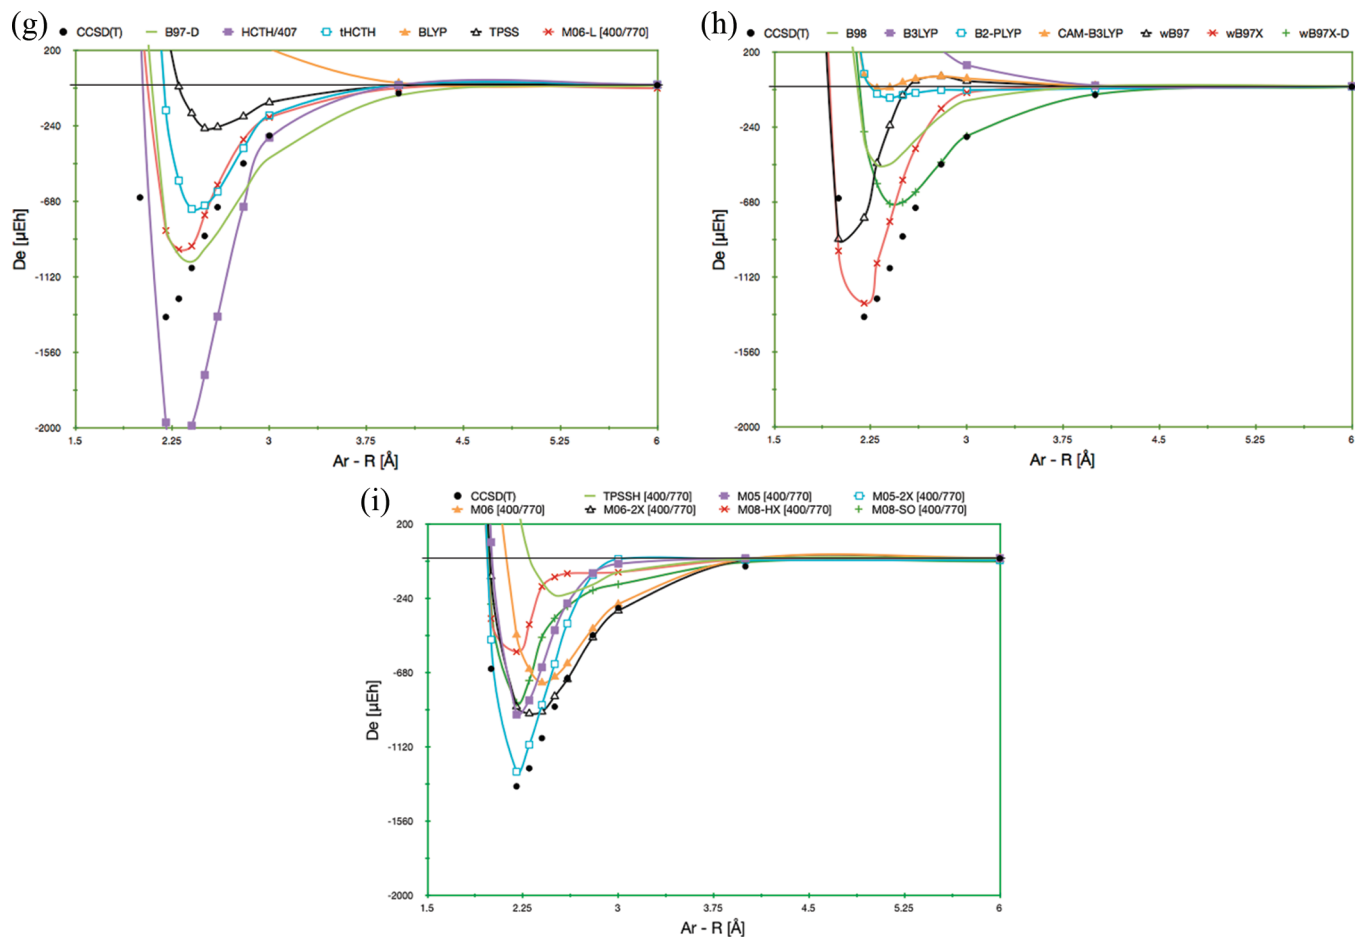 (g)
CCSD(T) B97-D HCTH/407 tHCTH BLYP TPSS M06-L [400/770]
200
-240
-680
-1120
-1560
-2000
De [µEh]
1.5 2.25 3 3.75 4.5 5.25 6
Ar - R [Å]
(h)
CCSD(T) B98 B3LYP B2-PLYP CAM-B3LYP wB97 wB97X wB97X-D
200
-240
-680
-1120
-1560
-2000
De [µEh]
1.5 2.25 3 3.75 4.5 5.25 6
Ar - R [Å]
(i)
CCSD(T) TPSSH [400/770] M05 [400/770] M05-2X [400/770]
M06 [400/770] M06-2X [400/770] M08-HX [400/770] M08-SO [400/770]
200
-240
-680
-1120
-1560
-2000
De [µEh]
1.5 2.25 3 3.75 4.5 5.25 6
Ar - R [Å]